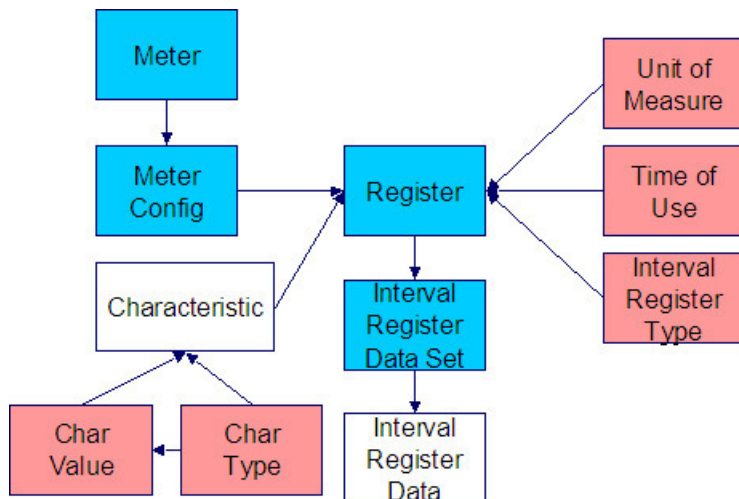 Meter
Unit of
Measure
Meter
Config
Register
Time of
Use
Characteristic
Interval
Register
Data Set
Interval
Register
Type
Char
Value
Char
Type
Interval
Register
Data